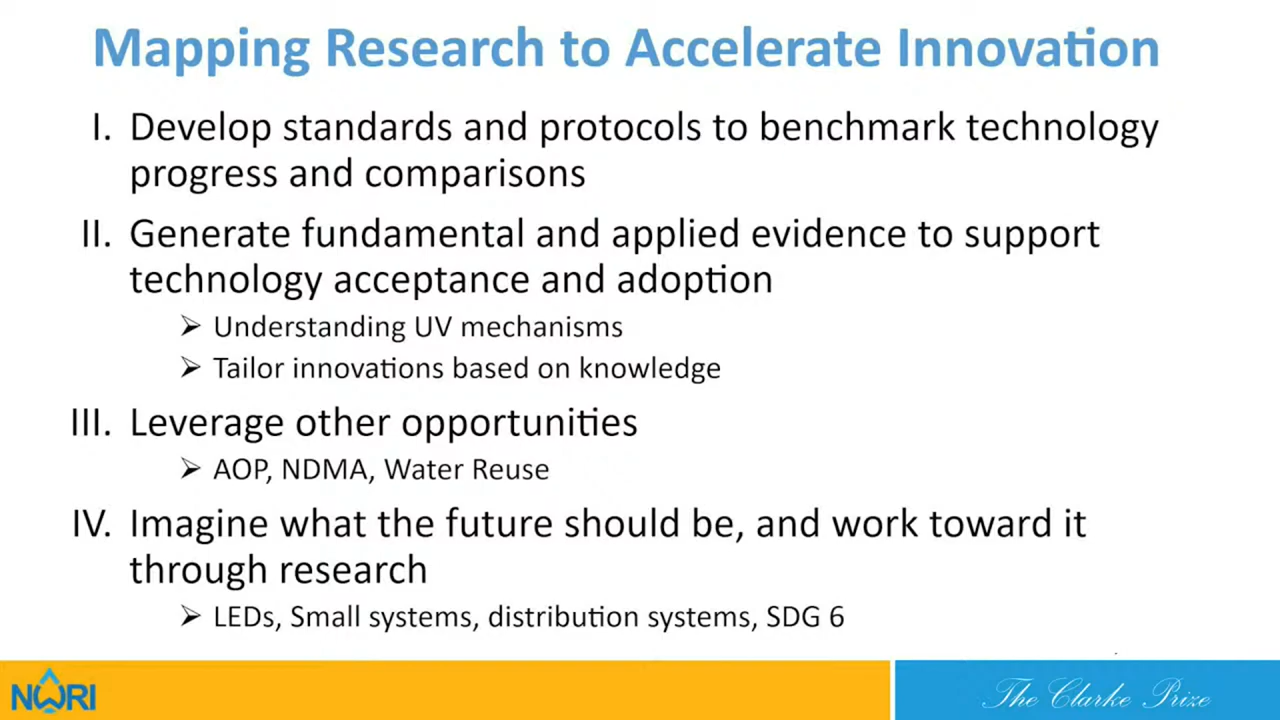 Mapping Research to Accelerate Innovation
I. Develop standards and protocols to benchmark technology
progress and comparisons
II. Generate fundamental and applied evidence to support
technology acceptance and adoption
➢ Understanding UV mechanisms
➢ Tailor innovations based on knowledge
III. Leverage other opportunities
➢ AOP, NDMA, Water Reuse
IV. Imagine what the future should be, and work toward it
through research
➢ LEDs, Small systems, distribution systems, SDG 6
NWRI
The Clarke Prize